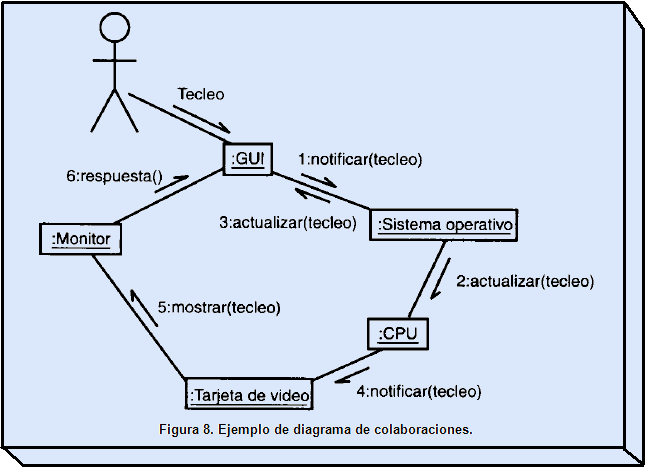 Tecleo
:GUI
1:notificar(tecleo)
6:respuesta()
3:actualizar(tecleo)
:Sistema operativo
:Monitor
2:actualizar(tecleo)
5:mostrar(tecleo)
:CPU
:Tarjeta de video
4:notificar(tecleo)
Figura 8. Ejemplo de diagrama de colaboraciones.